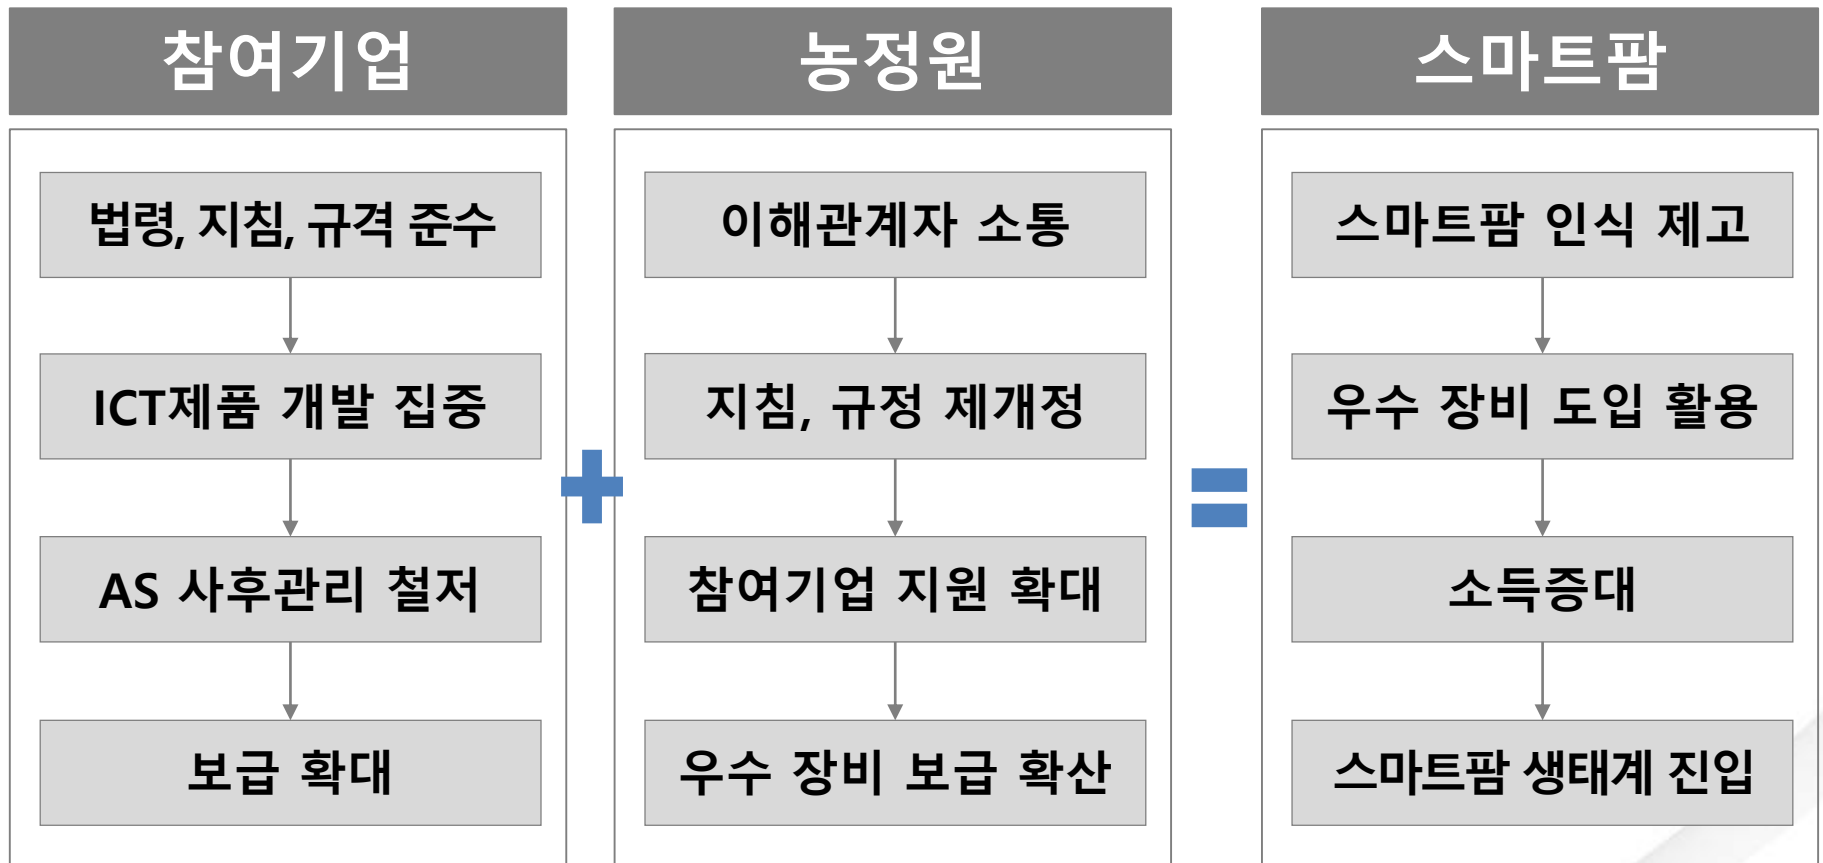 참여기업
법령, 지침, 규격 준수
ICT제품 개발 집중
AS 사후관리 철저
보급 확대
농정원
이해관계자 소통
지침, 규정 제개정
참여기업 지원 확대
우수 장비 보급 확산
스마트팜
스마트팜 인식 제고
우수 장비 도입 활용
소득증대
스마트팜 생태계 진입